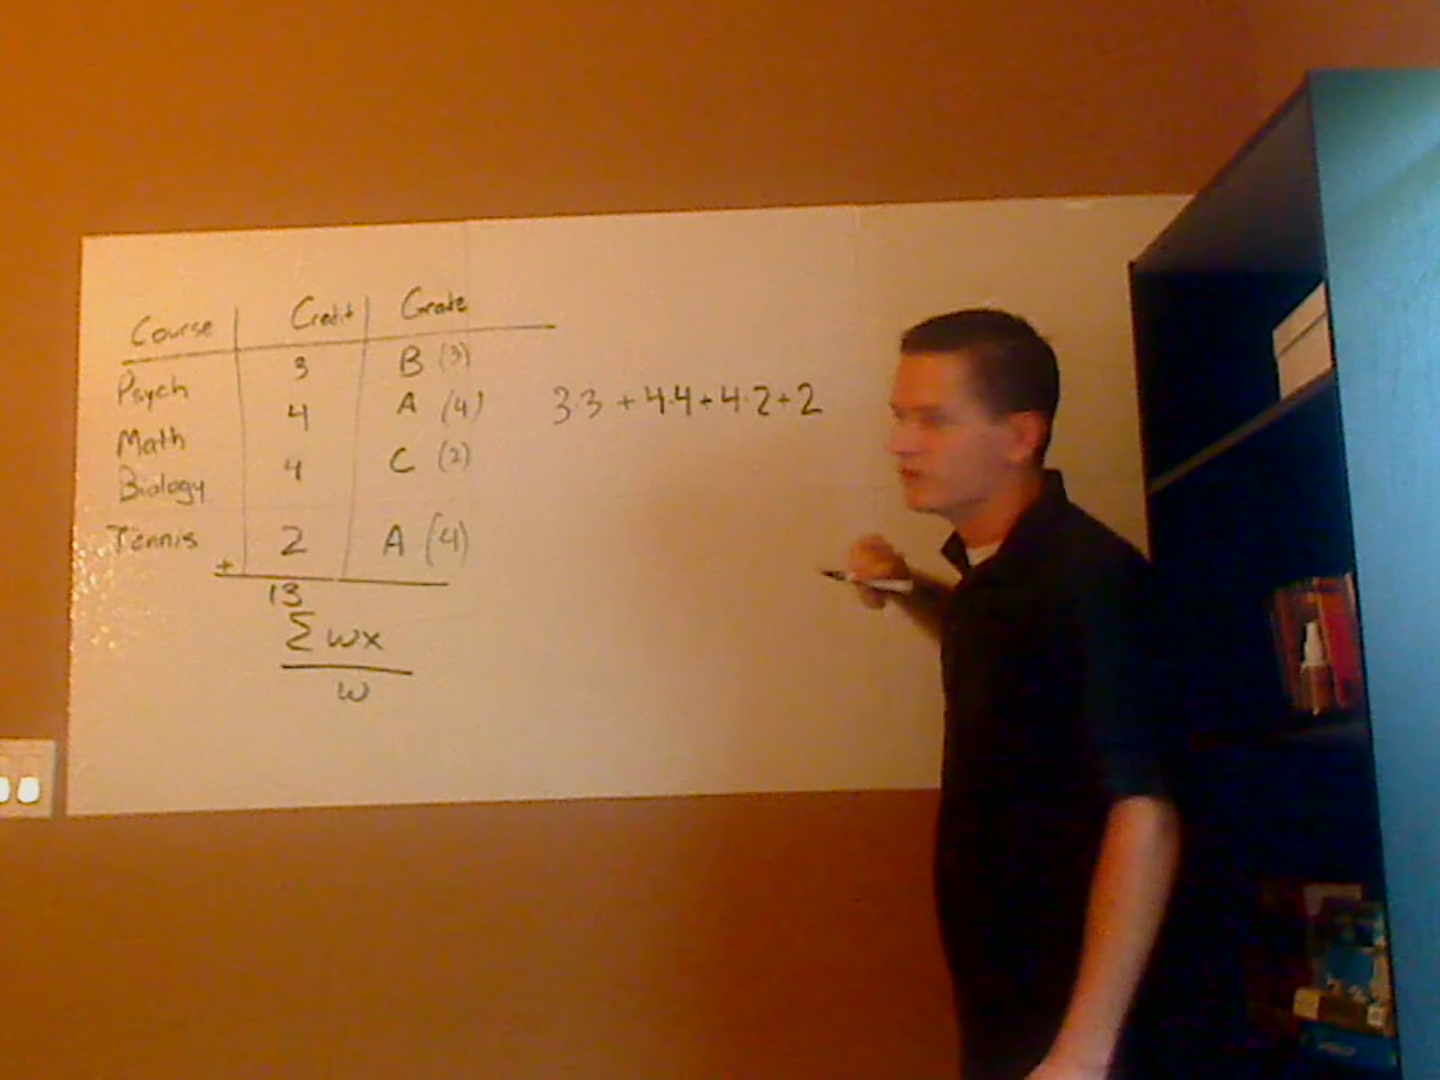 Course Credit Grade
Psych 3 B (3)
Math 4 A (4)
Biology 4 C (2)
Tennis 2 A (4)
+
13
Σ wx
w
3·3 + 4·4 + 4·2 + 2